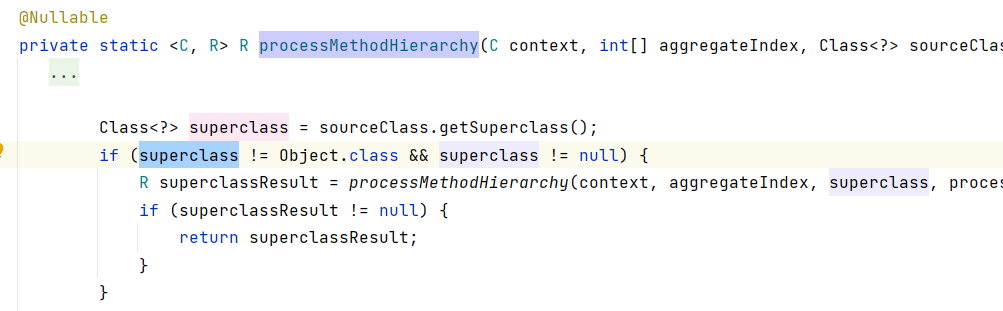 @Nullable
private static <C, R> R processMethodHierarchy(C context, int[] aggregateIndex, Class<?> sourceClas
...
Class<?> superclass = sourceClass.getSuperclass();
if (superclass != Object.class && superclass != null) {
R superclassResult = processMethodHierarchy(context, aggregateIndex, superclass, proces
if (superclassResult != null) {
return superclassResult;
}
}